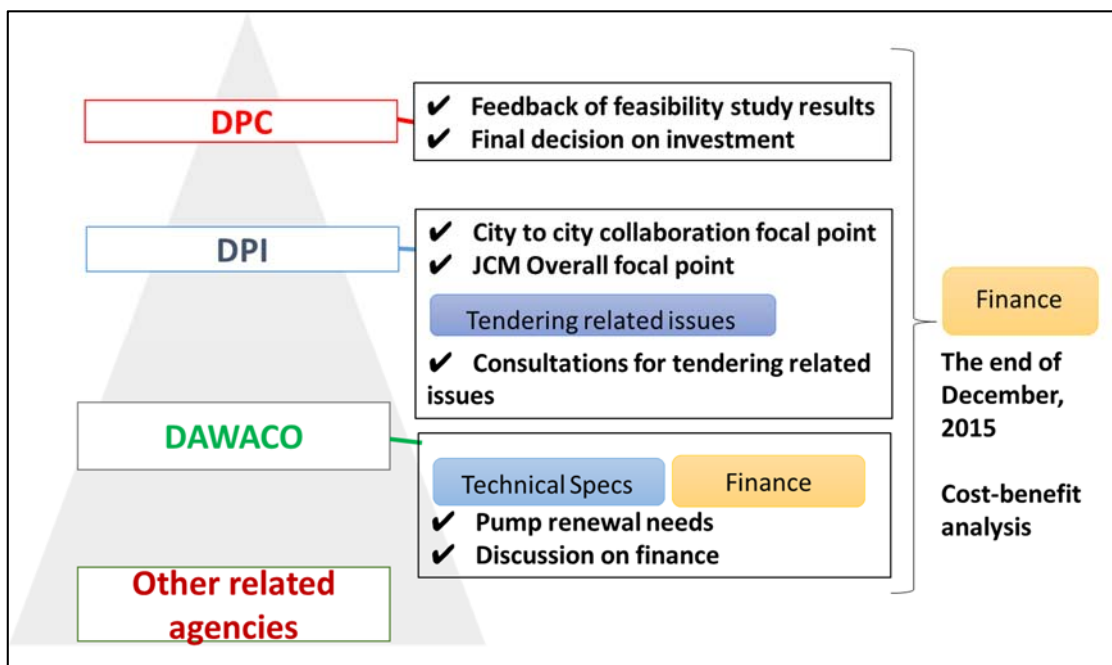 DPC
✔ Feedback of feasibility study results
✔ Final decision on investment
DPI
✔ City to city collaboration focal point
✔ JCM Overall focal point
Tendering related issues
✔ Consultations for tendering related
issues
DAWACO
Technical Specs
Finance
✔ Pump renewal needs
✔ Discussion on finance
Other related
agencies
Finance
The end of
December,
2015
Cost-benefit
analysis